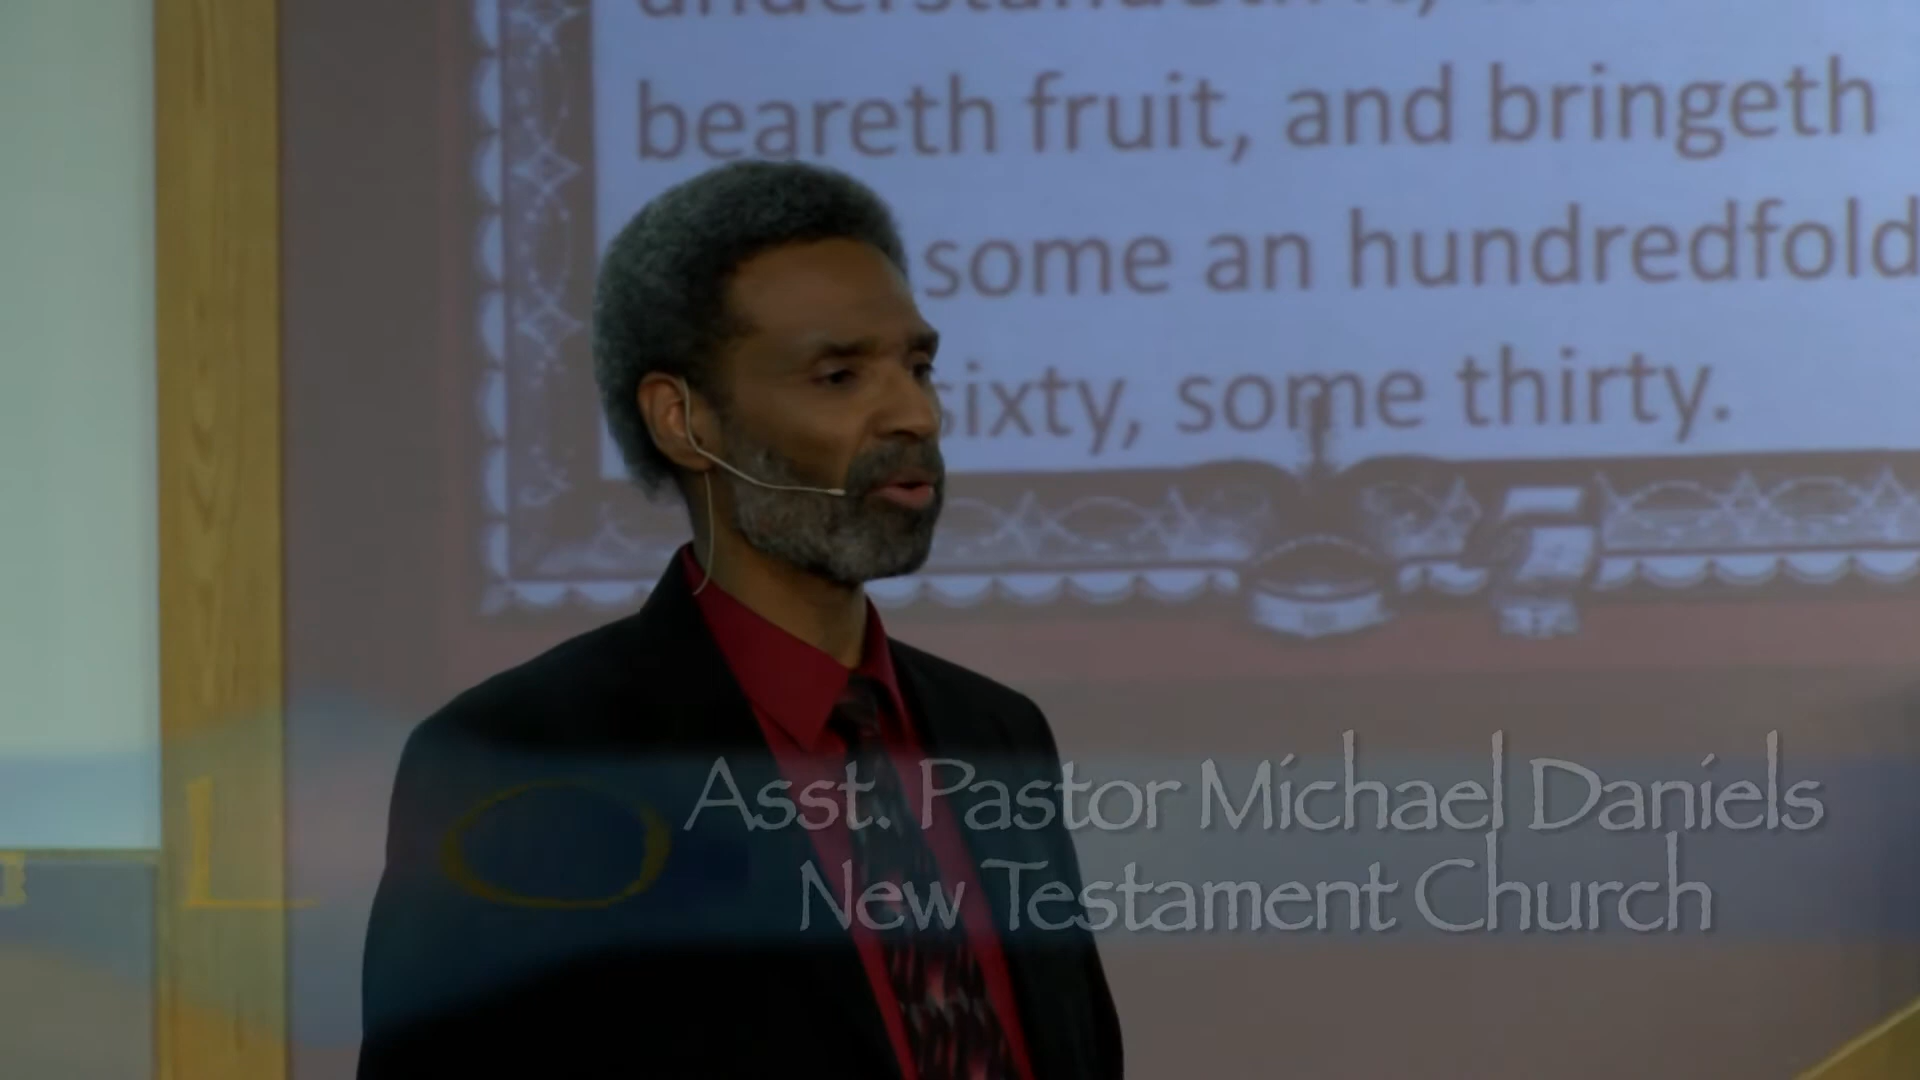 beareth fruit, and bringeth
some an hundredfold
sixty, some thirty.
Asst. Pastor Michael Daniels
New Testament Church
L O